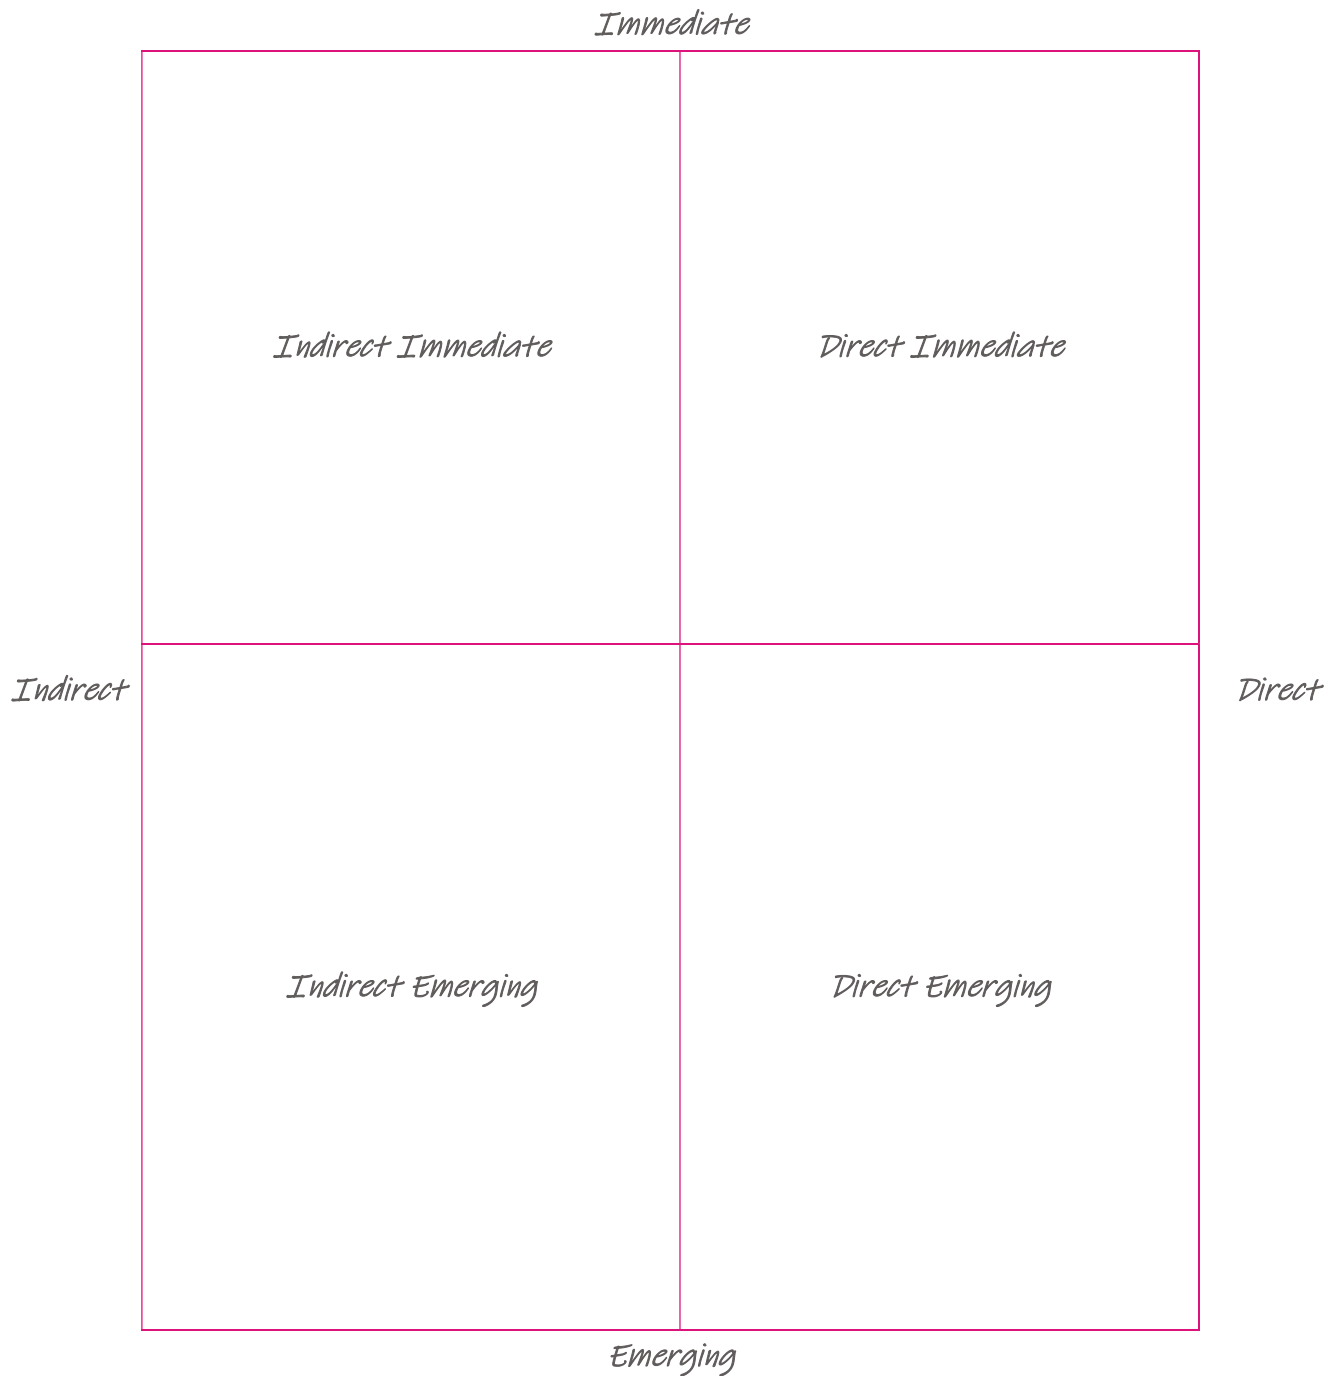 Immediate
Indirect Immediate
Direct Immediate
Indirect
Direct
Indirect Emerging
Direct Emerging
Emerging